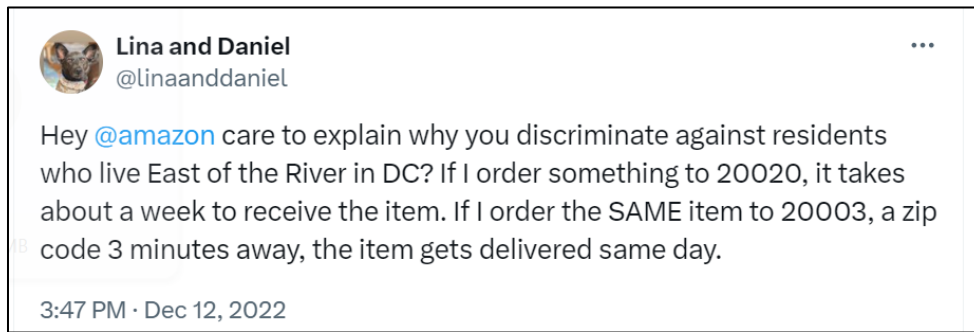 Lina and Daniel
@linaanddaniel
Hey @amazon care to explain why you discriminate against residents
who live East of the River in DC? If I order something to 20020, it takes
about a week to receive the item. If I order the SAME item to 20003, a zip
code 3 minutes away, the item gets delivered same day.
3:47 PM · Dec 12, 2022